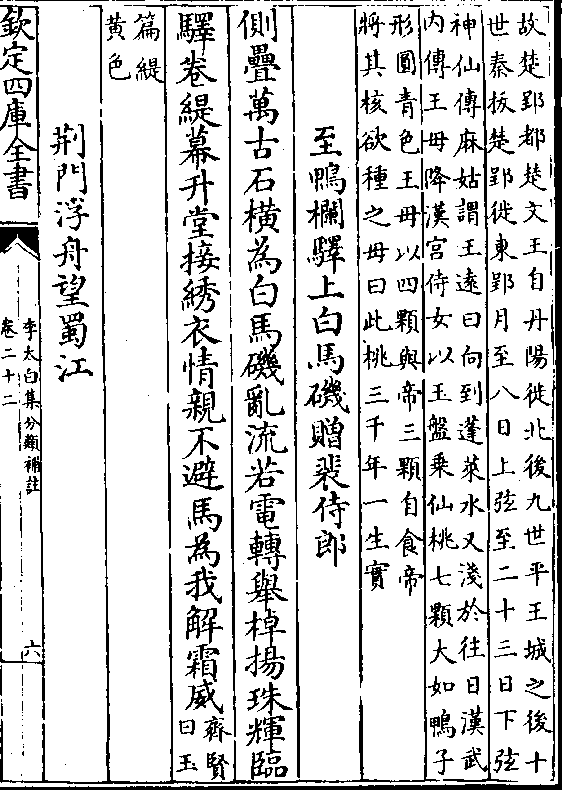 故楚郢都楚文王自丹陽徙北後九世平王城之後十
世秦拔楚郢徙東郢月至八日上弦至二十三日下弦
神仙傳麻姑謂王遠曰向到蓬萊水又淺於往日漢武
内傳王母降漢宫侍女以玉盤乗仙桃七顆大如鴨子
形圓青色王母以四顆與帝三顆自食帝
將其核欲種之母曰此桃三千年一生實
至鴨欄驛上白馬磯贈裴侍郎
側疊萬古石橫為白馬磯亂流若電轉舉棹揚珠輝臨
驛卷緹幕升堂接綉衣情親不避馬為我解霜威
齊賢
曰玉
篇緹
黄色
荆門浮舟望蜀江
欽定四庫全書
李太白集分類補註
卷二十二
六